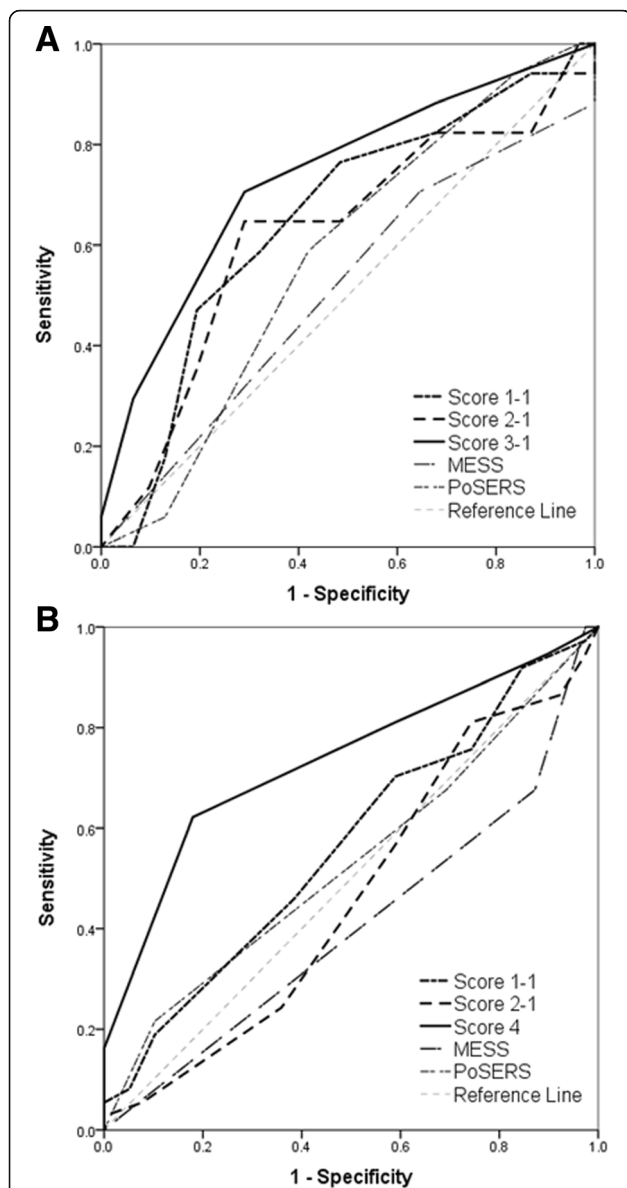 A
1.0
0.8
0.6
0.4
0.2
0.0
Sensitivity
Score 1-1
Score 2-1
Score 3-1
MESS
PoSERS
Reference Line
0.0 0.2 0.4 0.6 0.8 1.0
1 - Specificity
B
1.0
0.8
0.6
0.4
0.2
0.0
Sensitivity
Score 1-1
Score 2-1
Score 4
MESS
PoSERS
Reference Line
0.0 0.2 0.4 0.6 0.8 1.0
1 - Specificity